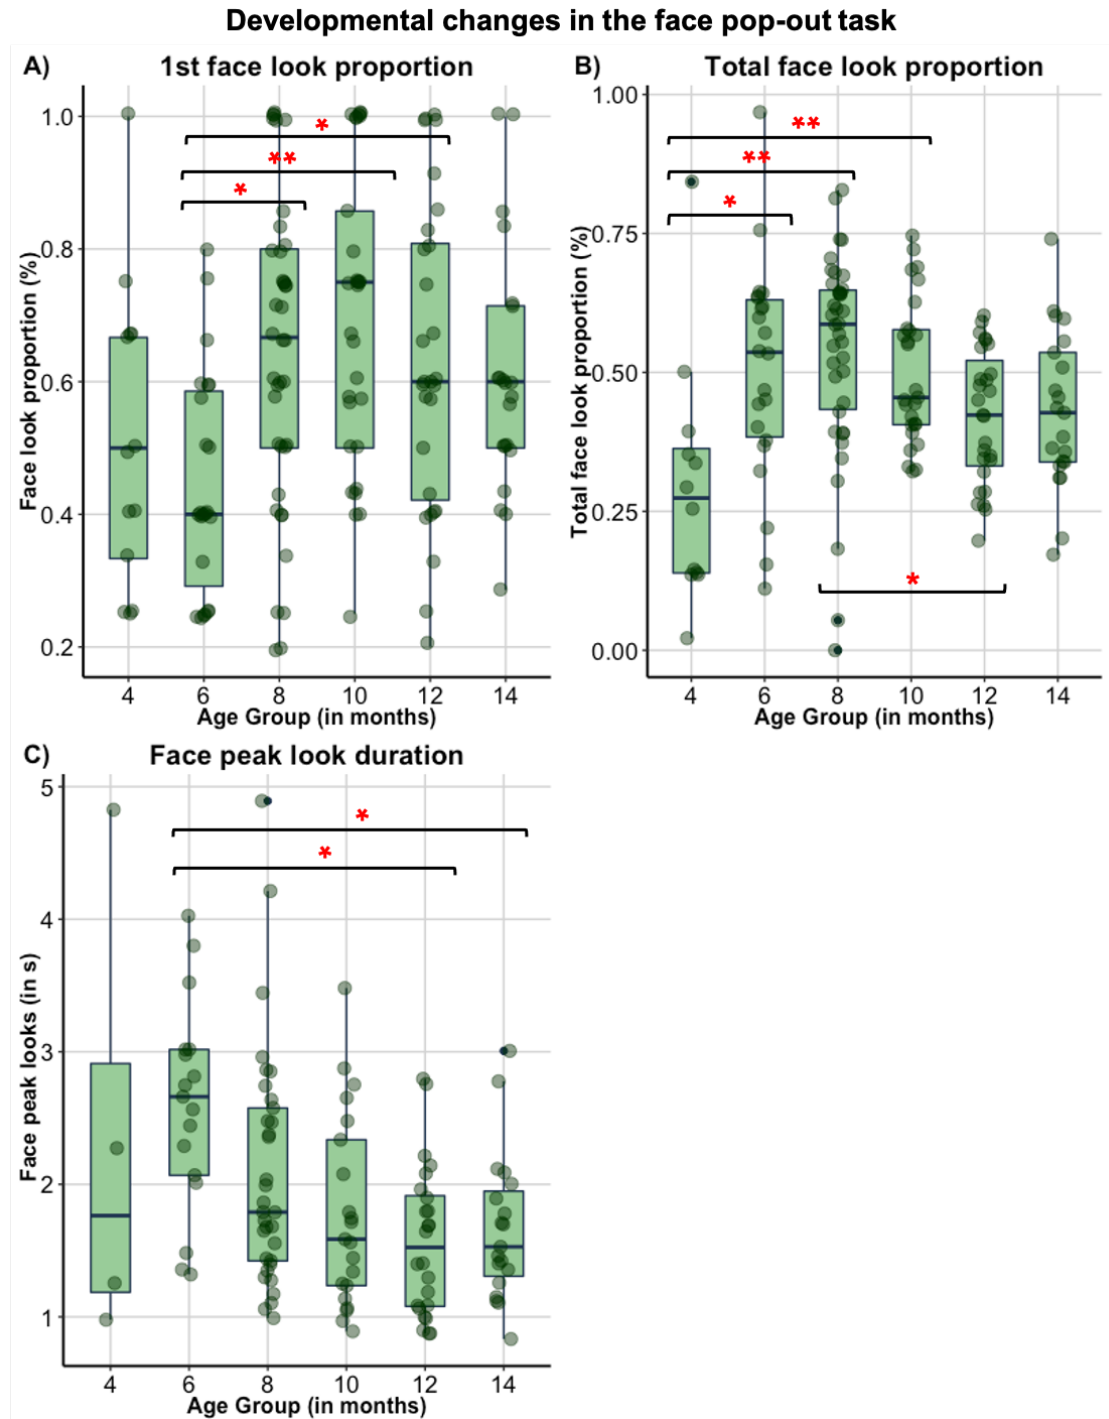 Developmental changes in the face pop-out task
A) 1st face look proportion
Face look proportion (%)
1.0
0.8
0.6
0.4
0.2
*
**
*
4 6 8 10 12 14
Age Group (in months)
B) Total face look proportion
Total face look proportion (%)
1.00
0.75
0.50
0.25
0.00
**
**
*
*
4 6 8 10 12 14
Age Group (in months)
C) Face peak look duration
Face peak looks (in s)
5
4
3
2
1
*
*
4 6 8 10 12 14
Age Group (in months)